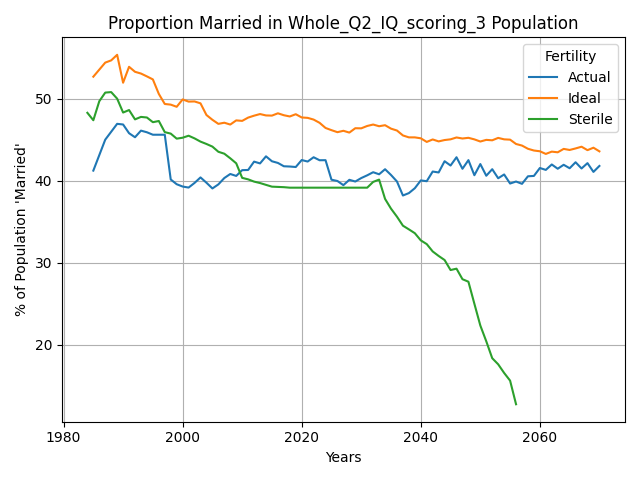 Proportion Married in Whole_Q2_IQ_scoring_3 Population
% of Population 'Married'
Fertility
Actual
Ideal
Sterile
50
40
30
20
1980
2000
2020
2040
2060
Years